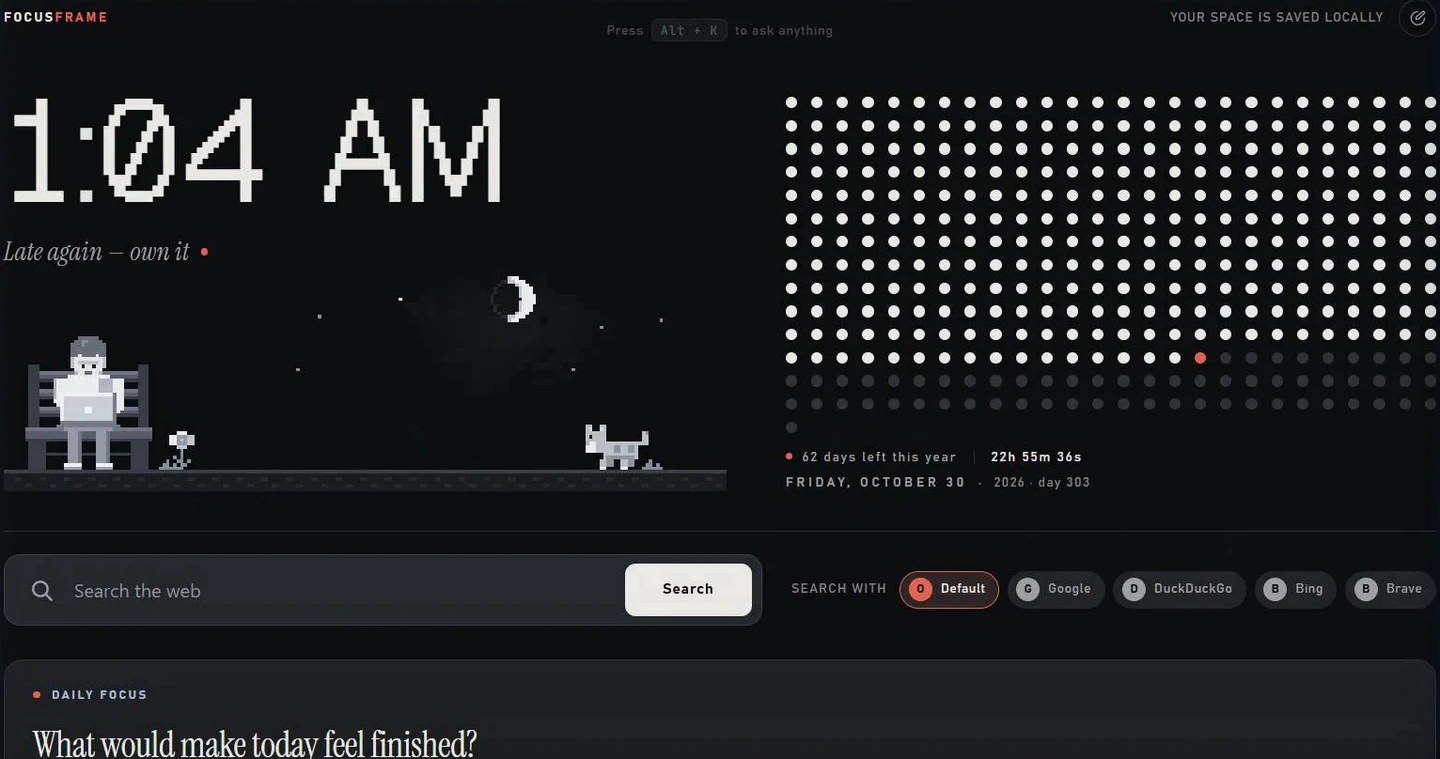 FOCUSFRAME
Press Alt + K to ask anything
YOUR SPACE IS SAVED LOCALLY
1:04 AM
Late again — own it
62 days left this year
22h 55m 36s
FRIDAY, OCTOBER 30 · 2026 · day 303
Search the web
Search
SEARCH WITH
O Default
G Google
D DuckDuckGo
B Bing
B Brave
DAILY FOCUS
What would make today feel finished?